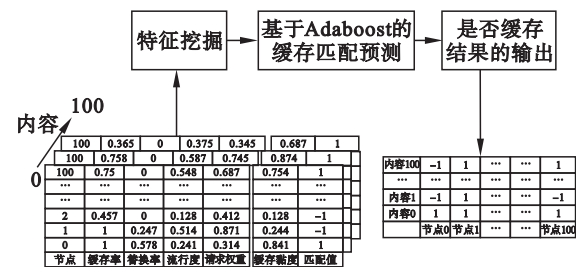 特征挖掘
基于Adaboost的
缓存匹配预测
是否缓存
结果的输出
100
内容
0
100 0.365 0 0.375 0.345 0.687 1
100 0.758 0 0.587 0.745 0.874 1
100 0.75 0 0.548 0.687 0.754 1
... ... ... ... ... ... ...
... ... ... ... ... ... ...
2 0.457 0 0.128 0.412 0.128 -1
1 1 0.247 0.514 0.871 0.244 -1
0 1 0.578 0.241 0.314 0.841 1
节点 缓存率 替换率 流行度 请求权重 缓存黏度 匹配值
内容100 -1 1 ... ... 1
... ... ... ... ... ...
内容1 -1 1 ... ... -1
内容0 1 1 ... ... 1
节点0 节点1 ... ... 节点100